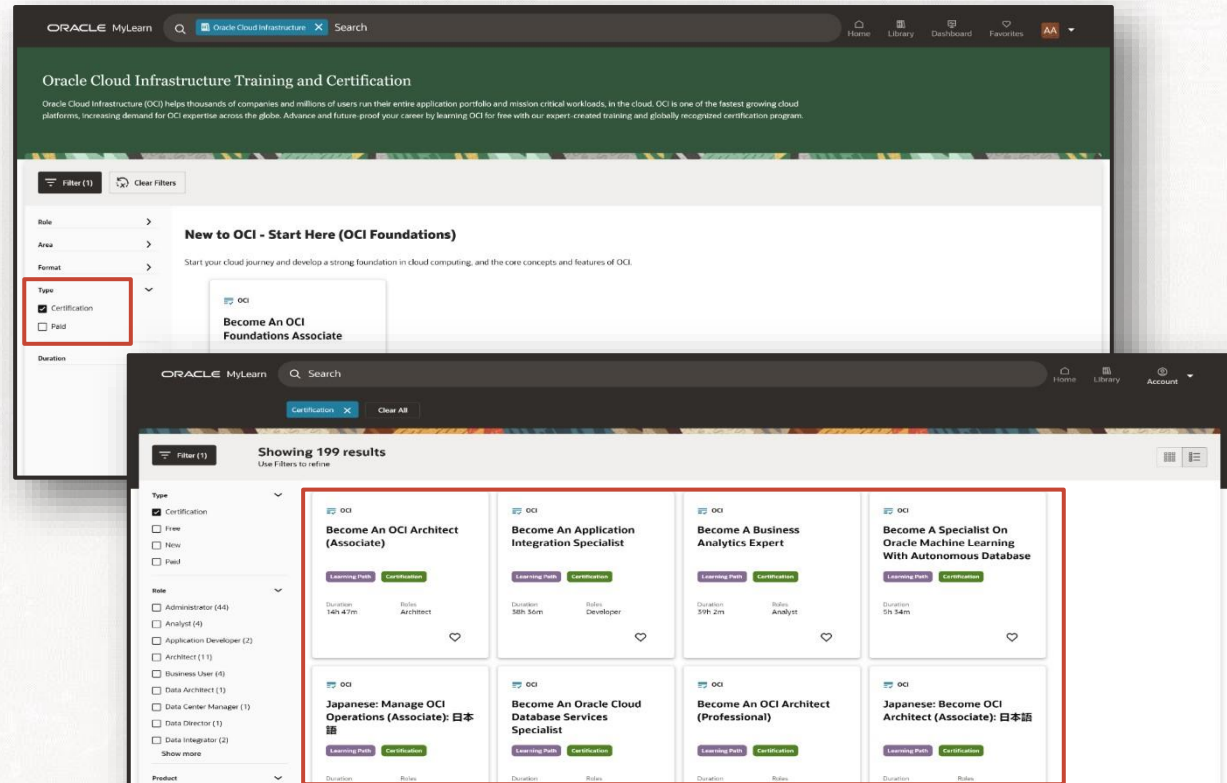 ORACLE MyLearn
Oracle Cloud Infrastructure X Search
Home Library Dashboard Favorites AA
Oracle Cloud Infrastructure Training and Certification
Oracle Cloud Infrastructure (OCI) helps thousands of companies and millions of users run their entire application portfolio and mission critical workloads, in the cloud. OCI is one of the fastest growing cloud
platforms, increasing demand for OCI expertise across the globe. Advance and future-proof your career by learning OCI for free with our expert-created training and globally recognized certification program.
Filter (1) Clear Filters
Role
Area
Format
Type
Certification
Paid
Duration
New to OCI - Start Here (OCI Foundations)
Start your cloud journey and develop a strong foundation in cloud computing, and the core concepts and features of OCI.
OCI
Become An OCI
Foundations Associate
ORACLE MyLearn
Search
Home Library Account
Certification X Clear All
Filter (1)
Showing 199 results
Use Filters to refine
Type
Certification
Free
New
Paid
Role
Administrator (44)
Analyst (4)
Application Developer (2)
Architect (11)
Business User (4)
Data Architect (1)
Data Center Manager (1)
Data Director (1)
Data Integrator (2)
Show more
Product
OCI
Become An OCI Architect
(Associate)
Learning Path Certification
Duration Roles
14h 47m Architect
OCI
Become An Application
Integration Specialist
Learning Path Certification
Duration Roles
38h 36m Developer
OCI
Become A Business
Analytics Expert
Learning Path Certification
Duration Roles
39h 2m Analyst
OCI
Become A Specialist On
Oracle Machine Learning
With Autonomous Database
Learning Path Certification
Duration
5h 34m
OCI
Japanese: Manage OCI
Operations (Associate): 日本
語
Learning Path Certification
Duration Roles
OCI
Become An Oracle Cloud
Database Services
Specialist
Learning Path Certification
Duration Roles
OCI
Become An OCI Architect
(Professional)
Learning Path Certification
Duration Roles
OCI
Japanese: Become OCI
Architect (Associate): 日本語
Learning Path Certification
Duration Roles